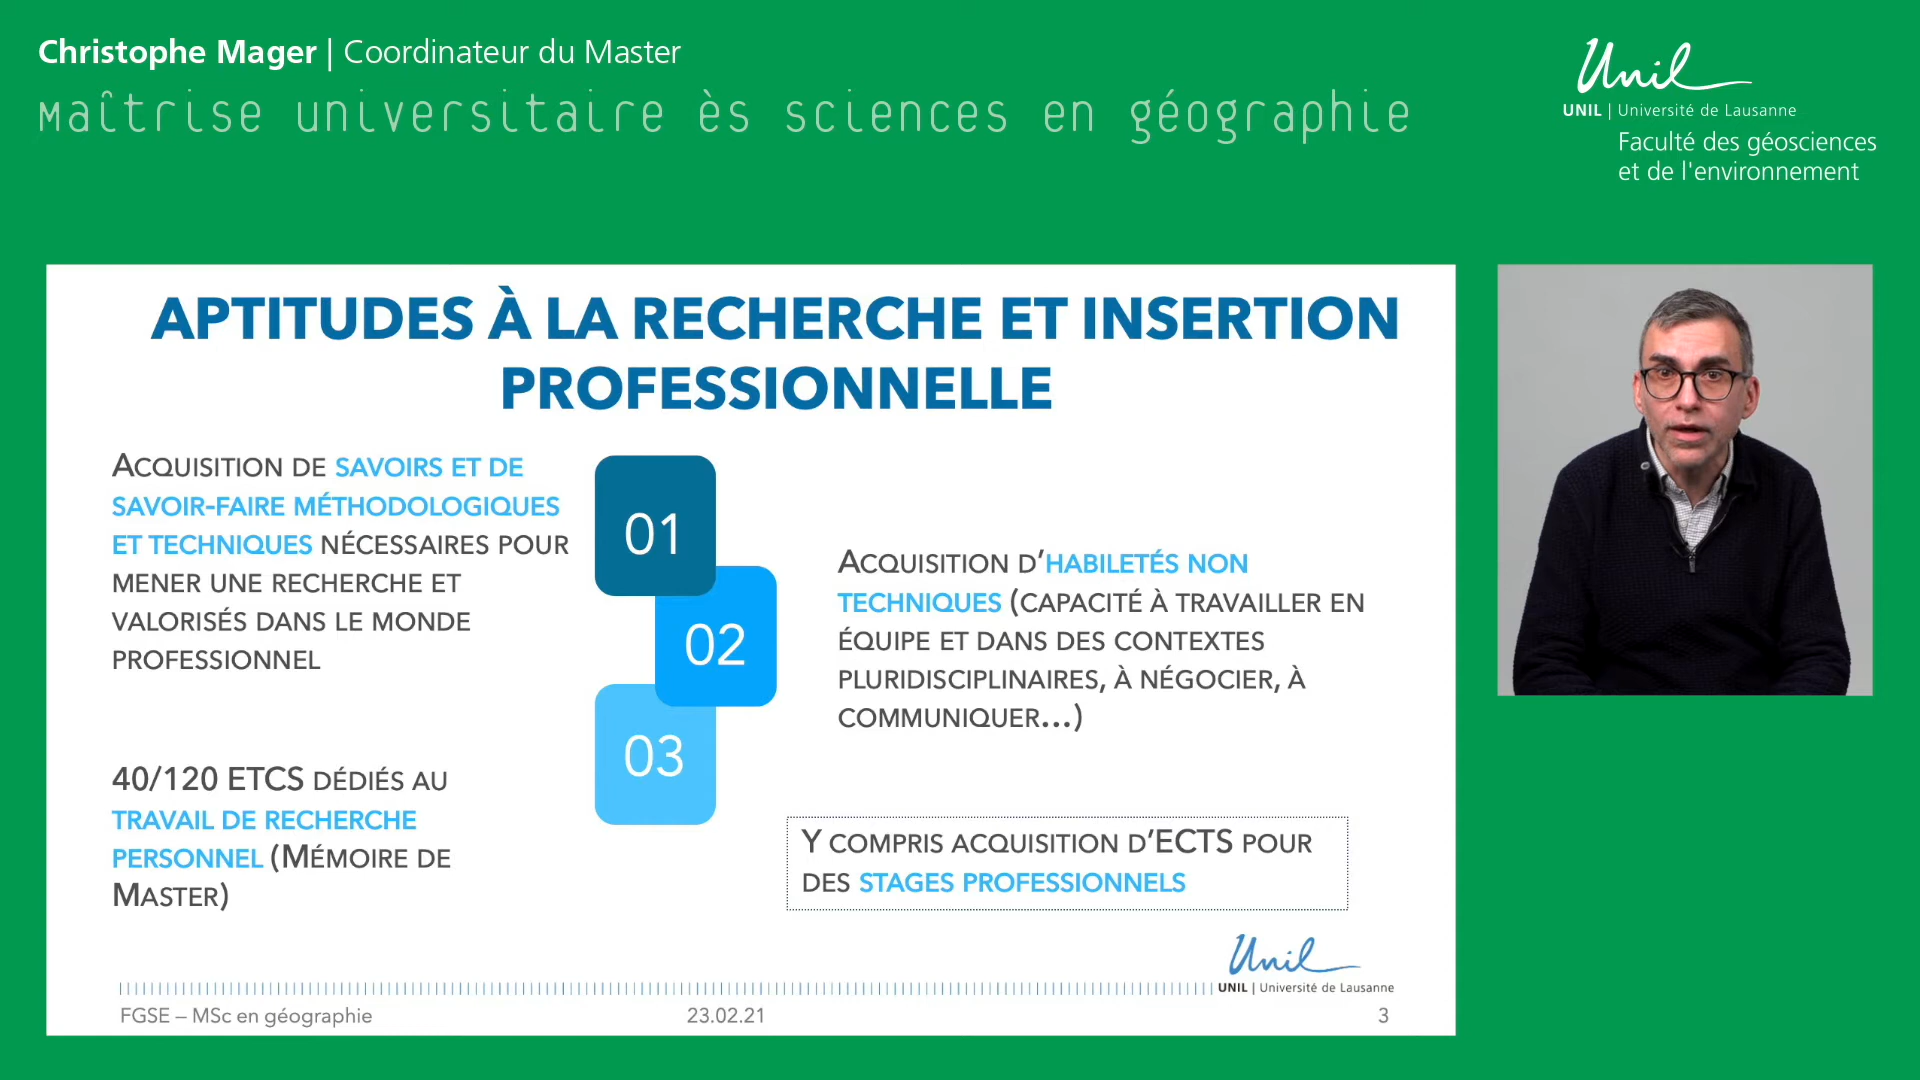 Christophe Mager | Coordinateur du Master
Maîtrise universitaire ès sciences en géographie
Unil
UNIL | Université de Lausanne
Faculté des géosciences
et de l'environnement
APTITUDES À LA RECHERCHE ET INSERTION
PROFESSIONNELLE
ACQUISITION DE SAVOIRS ET DE
SAVOIR-FAIRE MÉTHODOLOGIQUES
ET TECHNIQUES NÉCESSAIRES POUR
MENER UNE RECHERCHE ET
VALORISÉS DANS LE MONDE
PROFESSIONNEL
01
02
ACQUISITION D’HABILETÉS NON
TECHNIQUES (CAPACITÉ À TRAVAILLER EN
ÉQUIPE ET DANS DES CONTEXTES
PLURIDISCIPLINAIRES, À NÉGOCIER, À
COMMUNIQUER…)
03
40/120 ETCS DÉDIÉS AU
TRAVAIL DE RECHERCHE
PERSONNEL (MÉMOIRE DE
MASTER)
Y COMPRIS ACQUISITION D’ECTS POUR
DES STAGES PROFESSIONNELS
Unil
UNIL | Université de Lausanne
FGSE – MSc en géographie
23.02.21
3